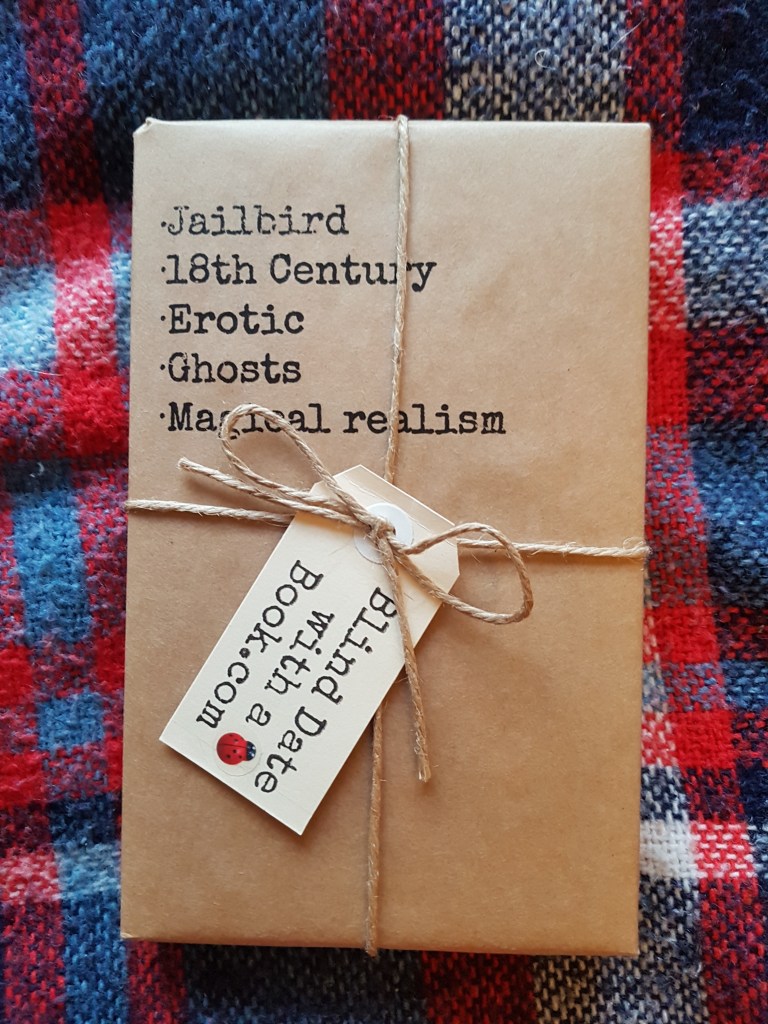 ·Jailbird
·18th Century
·Erotic
·Ghosts
·Magical realism
Blind Date
with a
Book.com